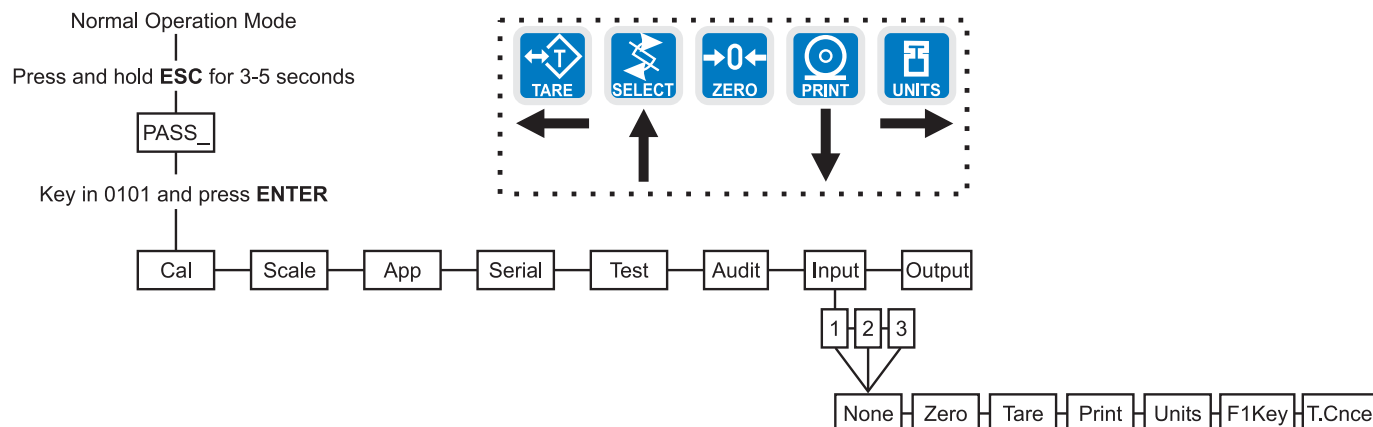 Normal Operation Mode
Press and hold ESC for 3-5 seconds
PASS_
Key in 0101 and press ENTER
T
TARE
SELECT
0
ZERO
PRINT
UNITS
Cal
Scale
App
Serial
Test
Audit
Input
Output
1
2
3
None
Zero
Tare
Print
Units
F1Key
T.Cnce